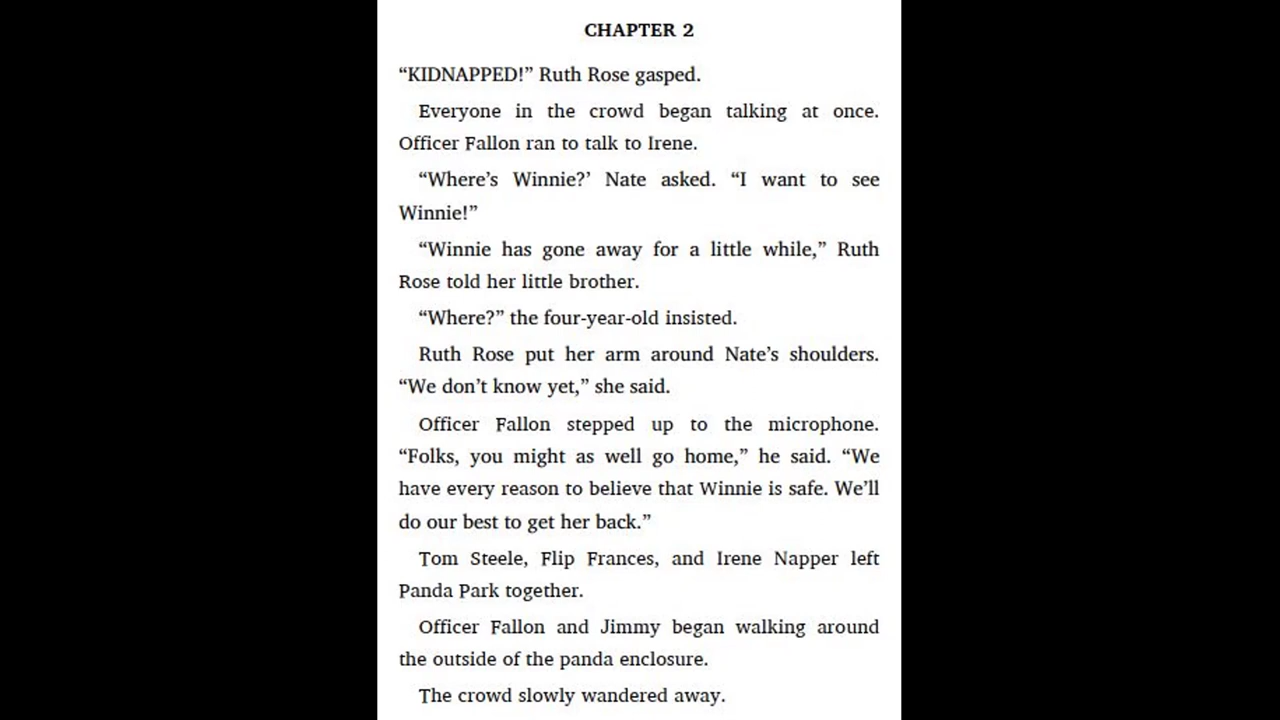 CHAPTER 2
“KIDNAPPED!” Ruth Rose gasped.
Everyone in the crowd began talking at once.
Officer Fallon ran to talk to Irene.
“Where’s Winnie?’ Nate asked. “I want to see
Winnie!”
“Winnie has gone away for a little while,” Ruth
Rose told her little brother.
“Where?” the four-year-old insisted.
Ruth Rose put her arm around Nate’s shoulders.
“We don’t know yet,” she said.
Officer Fallon stepped up to the microphone.
“Folks, you might as well go home,” he said. “We
have every reason to believe that Winnie is safe. We’ll
do our best to get her back.”
Tom Steele, Flip Frances, and Irene Napper left
Panda Park together.
Officer Fallon and Jimmy began walking around
the outside of the panda enclosure.
The crowd slowly wandered away.